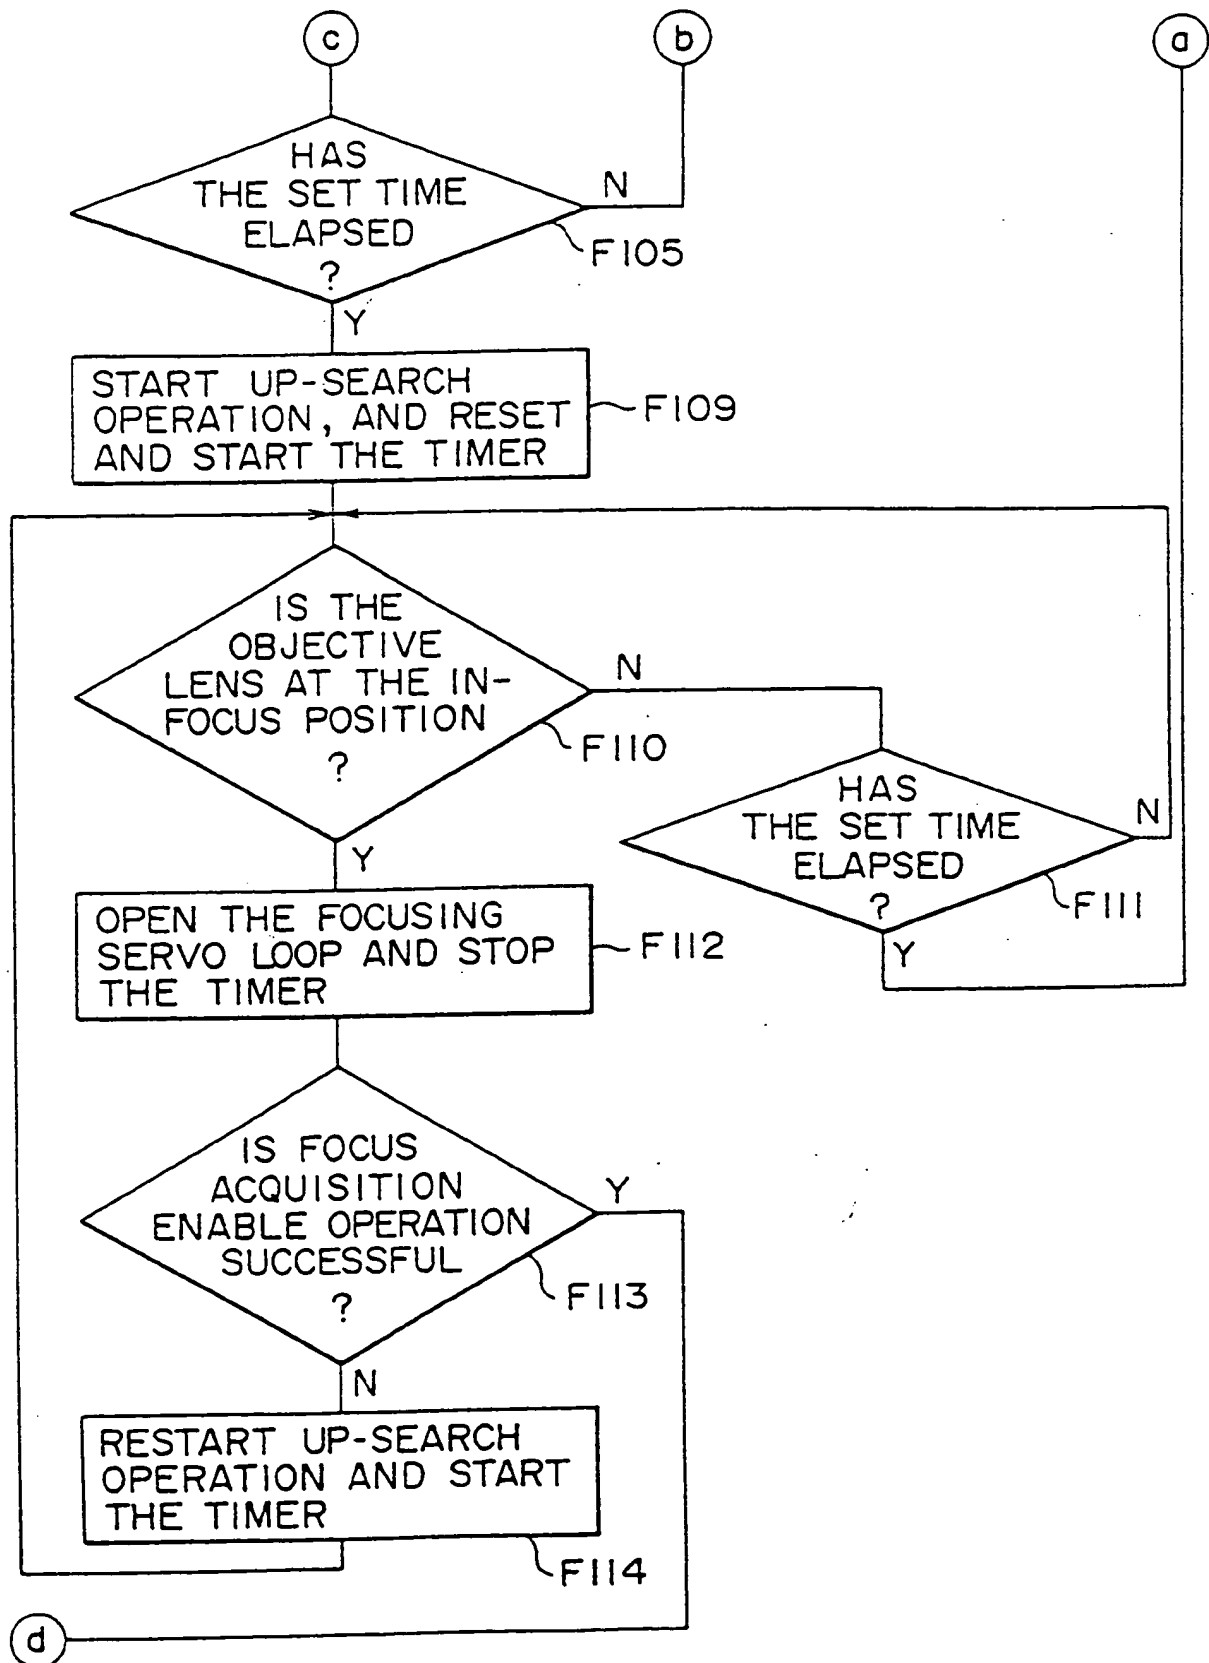 c
b
a
HAS
THE SET TIME
ELAPSED
?
N
F105
Y
START UP-SEARCH
OPERATION, AND RESET
AND START THE TIMER
F109
IS THE
OBJECTIVE
LENS AT THE IN-
FOCUS POSITION
?
N
F110
Y
HAS
THE SET TIME
ELAPSED
?
N
F111
Y
OPEN THE FOCUSING
SERVO LOOP AND STOP
THE TIMER
F112
IS FOCUS
ACQUISITION
ENABLE OPERATION
SUCCESSFUL
?
Y
F113
N
RESTART UP-SEARCH
OPERATION AND START
THE TIMER
F114
d